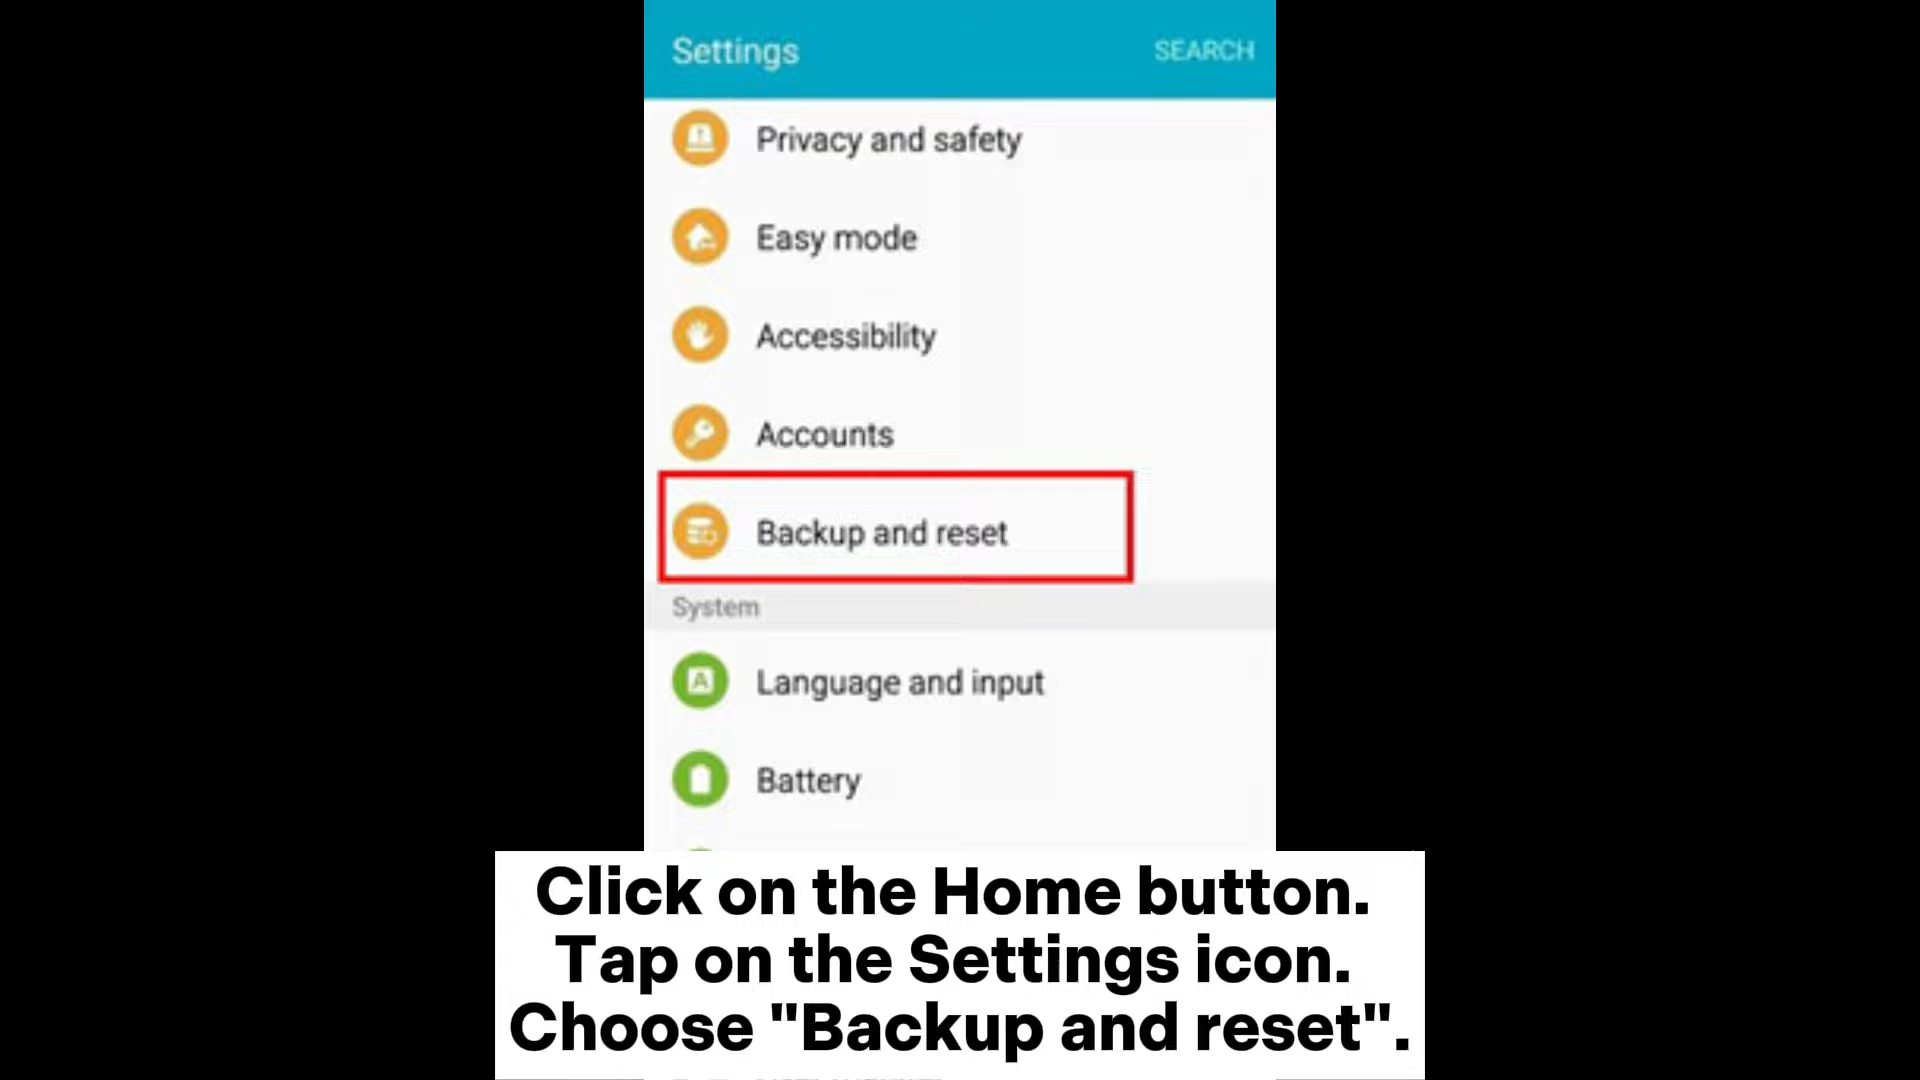 Settings
SEARCH
Privacy and safety
Easy mode
Accessibility
Accounts
Backup and reset
System
Language and input
Battery
Click on the Home button.
Tap on the Settings icon.
Choose "Backup and reset".